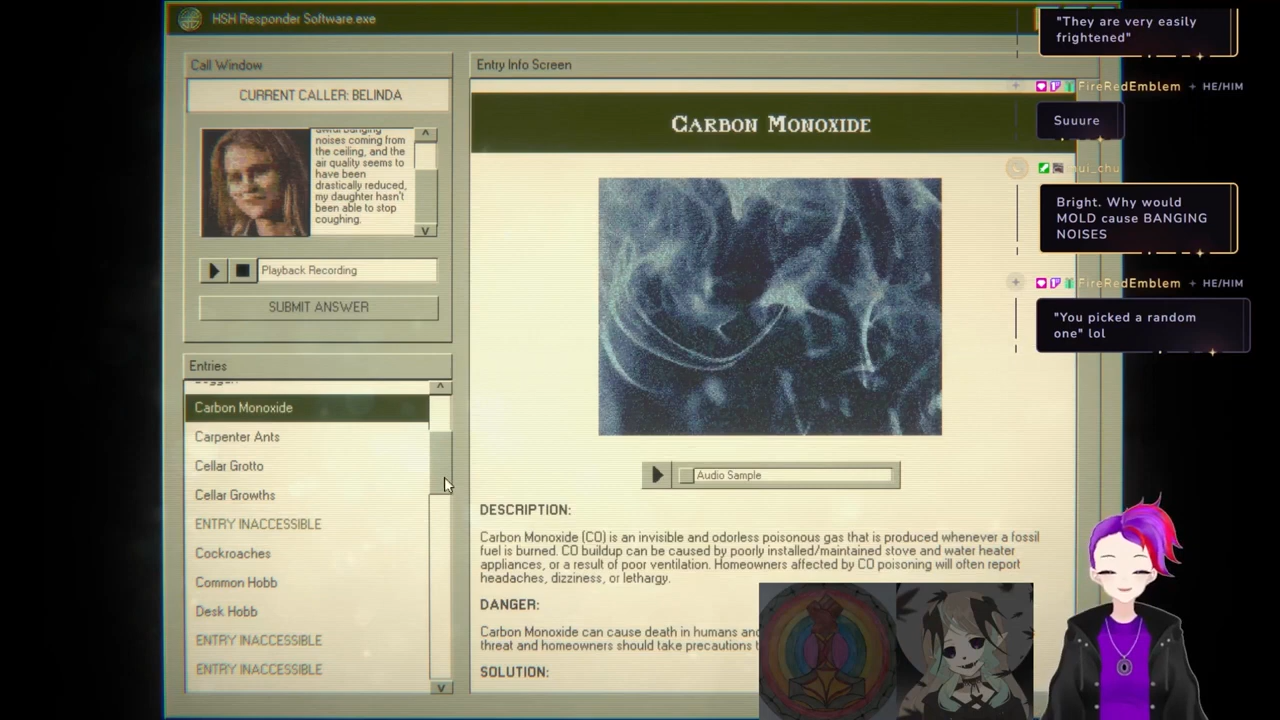 HSH Responder Software.exe
Call Window
CURRENT CALLER: BELINDA
awful banging
noises coming from
the ceiling, and the
air quality seems to
have been
drastically reduced,
my daughter hasn't
been able to stop
coughing.
Playback Recording
SUBMIT ANSWER
Entries
Carbon Monoxide
Carpenter Ants
Cellar Grotto
Cellar Growths
ENTRY INACCESSIBLE
Cockroaches
Common Hobb
Desk Hobb
ENTRY INACCESSIBLE
ENTRY INACCESSIBLE
Entry Info Screen
CARBON MONOXIDE
Audio Sample
DESCRIPTION:
Carbon Monoxide (CO) is an invisible and odorless poisonous gas that is produced whenever a fossil
fuel is burned. CO buildup can be caused by poorly installed/maintained stove and water heater
appliances, or a result of poor ventilation. Homeowners affected by CO poisoning will often report
headaches, dizziness, or lethargy.
DANGER:
Carbon Monoxide can cause death in humans and
threat and homeowners should take precautions t
SOLUTION:
"They are very easily
frightened"
FireRedEmblem + HE/HIM
Suuure
Bright. Why would
MOLD cause BANGING
NOISES
FireRedEmblem + HE/HIM
"You picked a random
one" lol